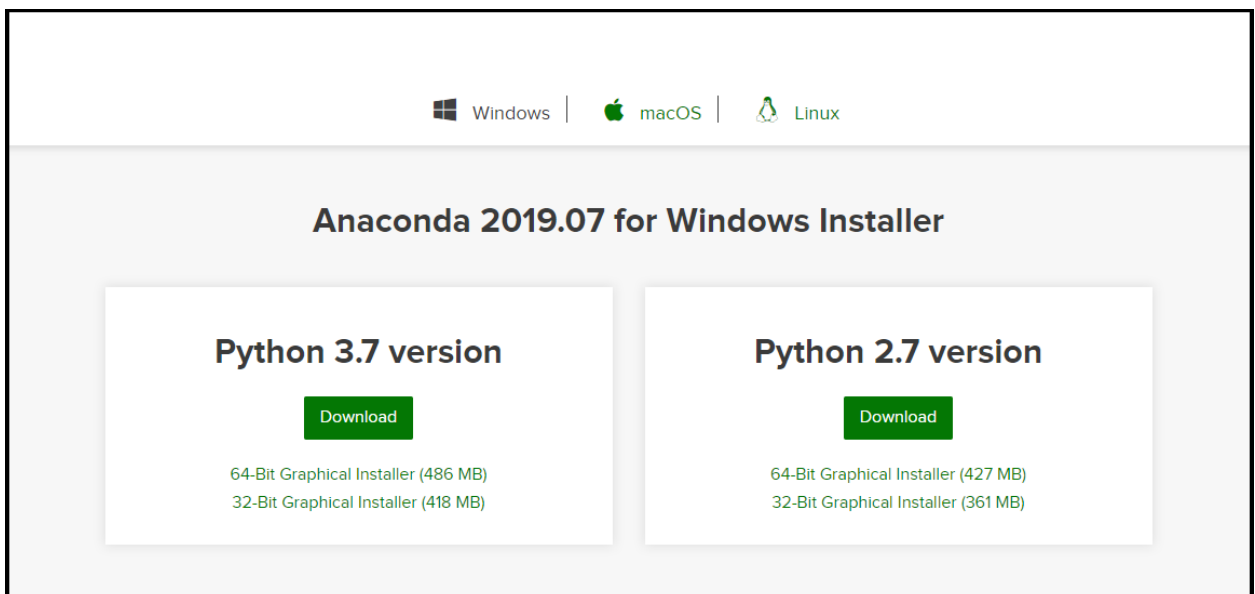 Windows macOS Linux
Anaconda 2019.07 for Windows Installer
Python 3.7 version
Download
64-Bit Graphical Installer (486 MB)
32-Bit Graphical Installer (418 MB)
Python 2.7 version
Download
64-Bit Graphical Installer (427 MB)
32-Bit Graphical Installer (361 MB)